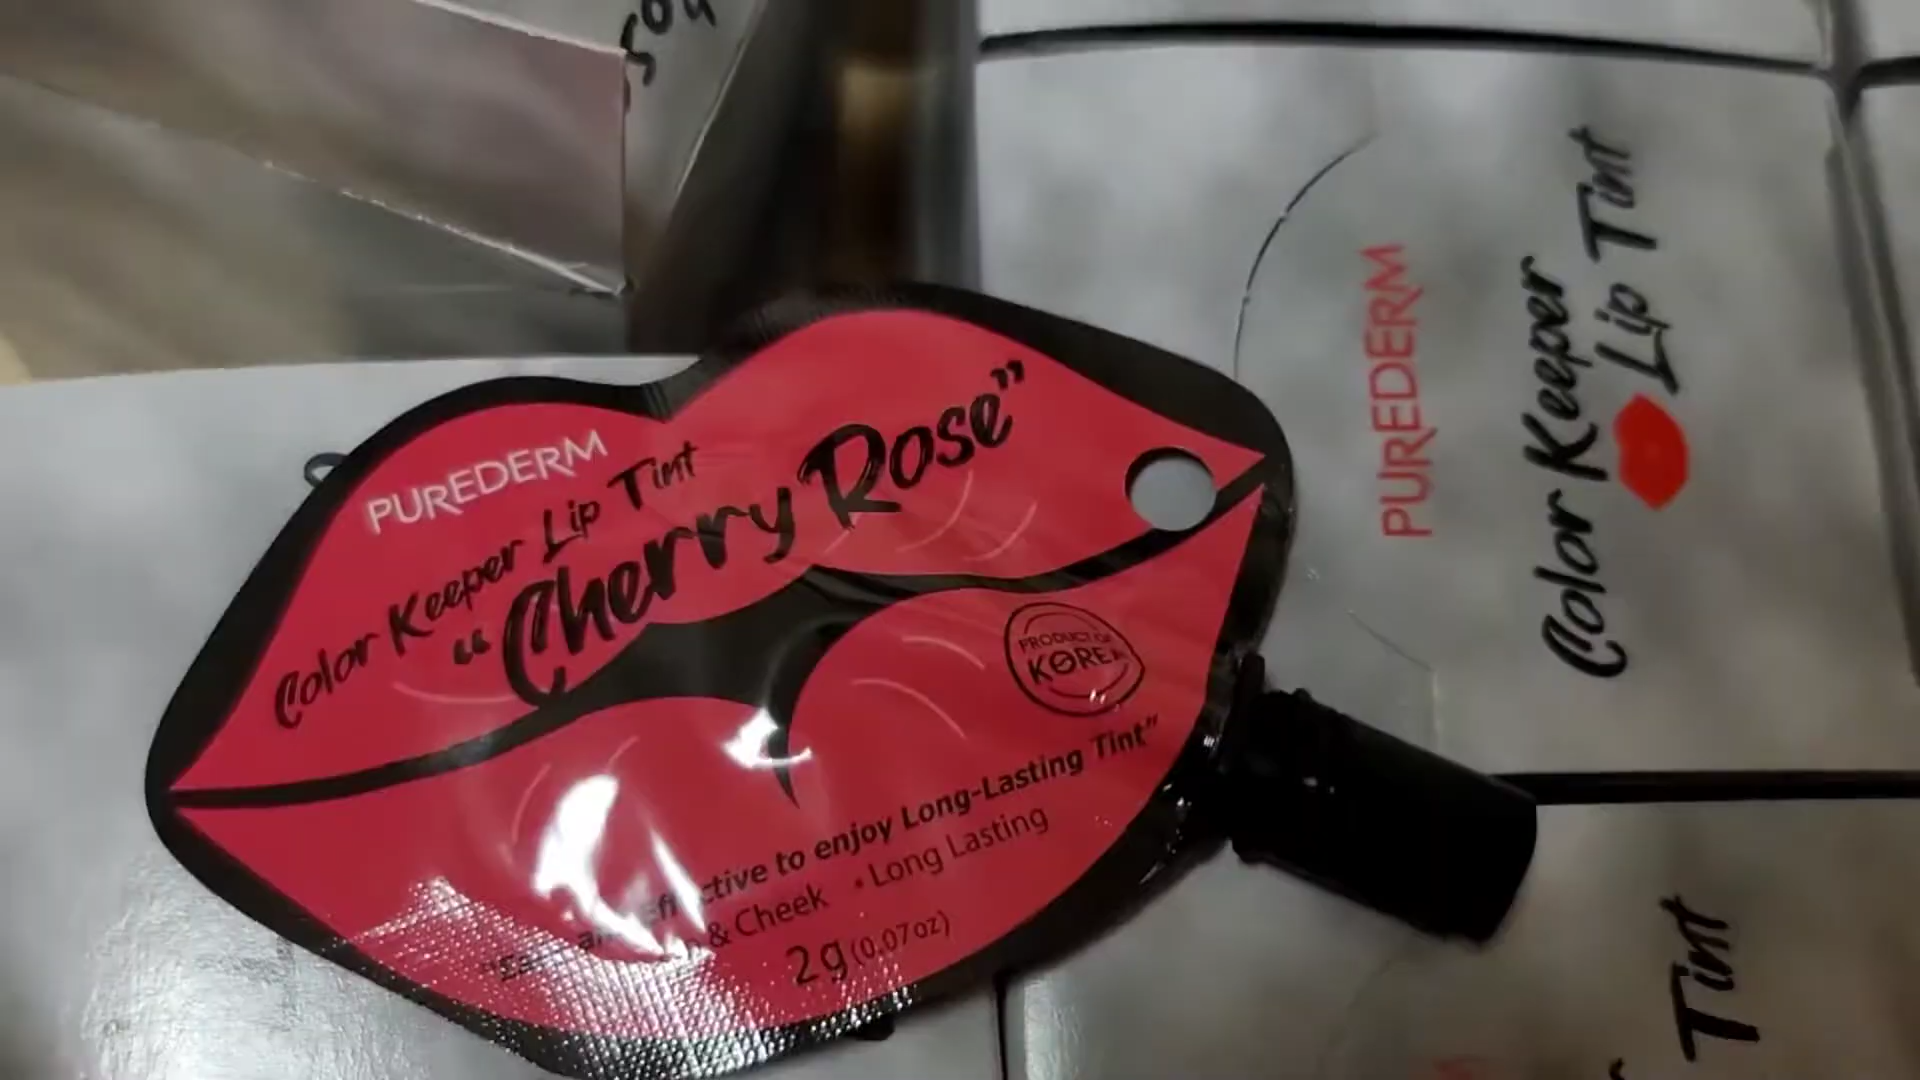 PUREDERM
Color Keeper Lip Tint
"Cherry Rose"
PRODUCT OF
KOREA
Effective to enjoy Long-Lasting Tint"
& Cheek • Long Lasting
2g (0.07oz)
PUREDERM
Color Keeper
Lip Tint
Tint